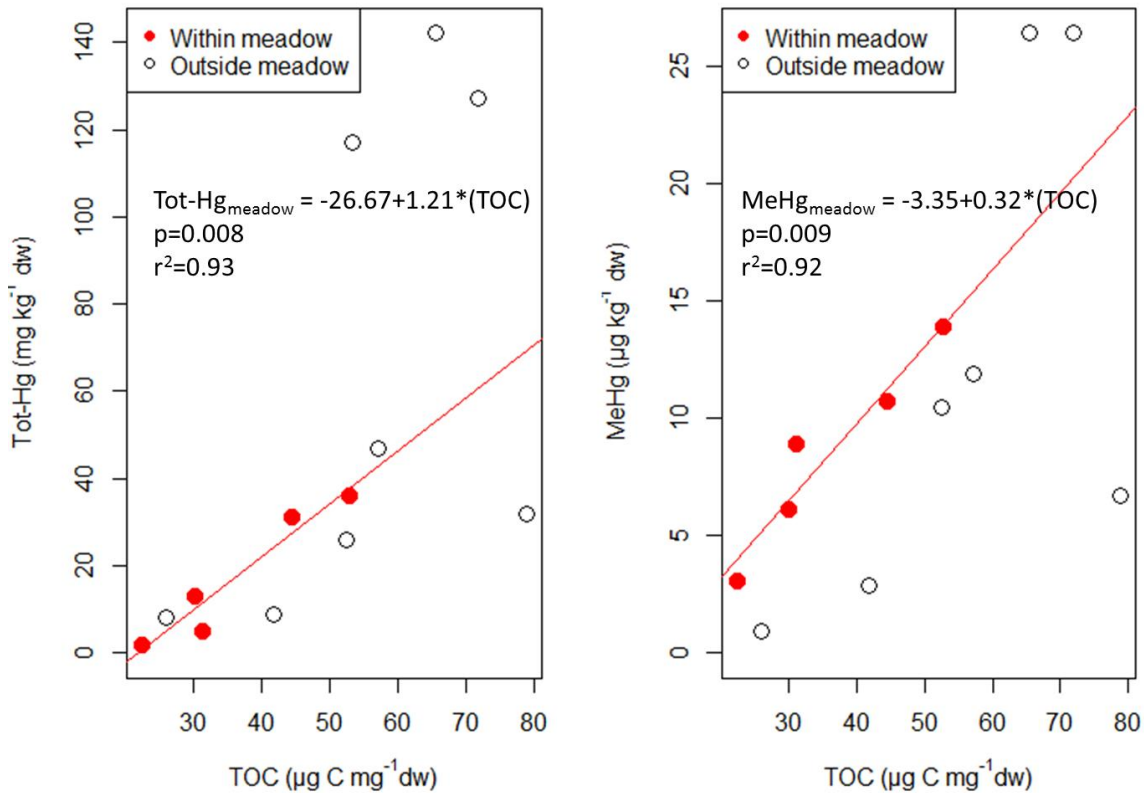 Within meadow
Outside meadow
Tot-Hg (mg kg⁻¹ dw)
140
120
100
80
60
40
20
0
Tot-Hgmeadow = -26.67+1.21*(TOC)
p=0.008
r²=0.93
30 40 50 60 70 80
TOC (µg C mg⁻¹dw)
Within meadow
Outside meadow
MeHg (µg kg⁻¹ dw)
25
20
15
10
5
0
MeHgmeadow = -3.35+0.32*(TOC)
p=0.009
r²=0.92
30 40 50 60 70 80
TOC (µg C mg⁻¹dw)